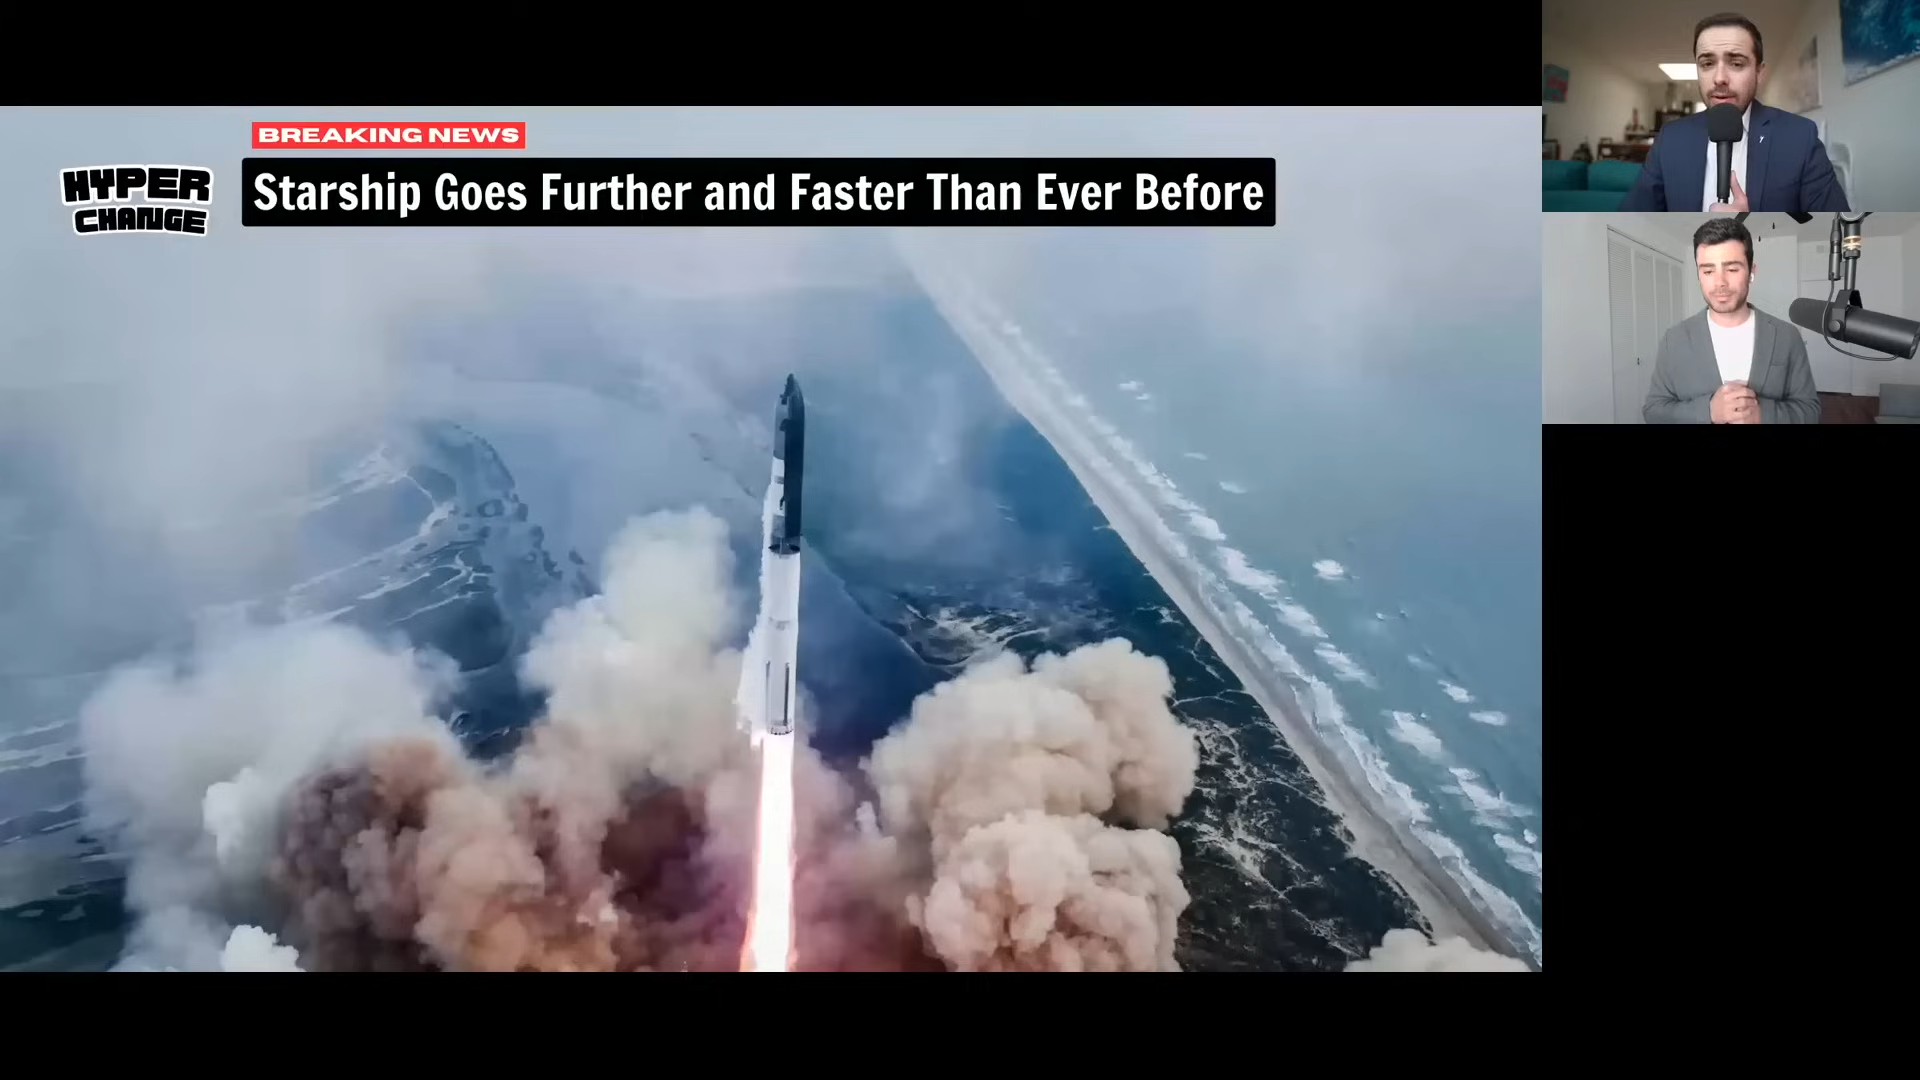 BREAKING NEWS
HYPER
CHANGE
Starship Goes Further and Faster Than Ever Before